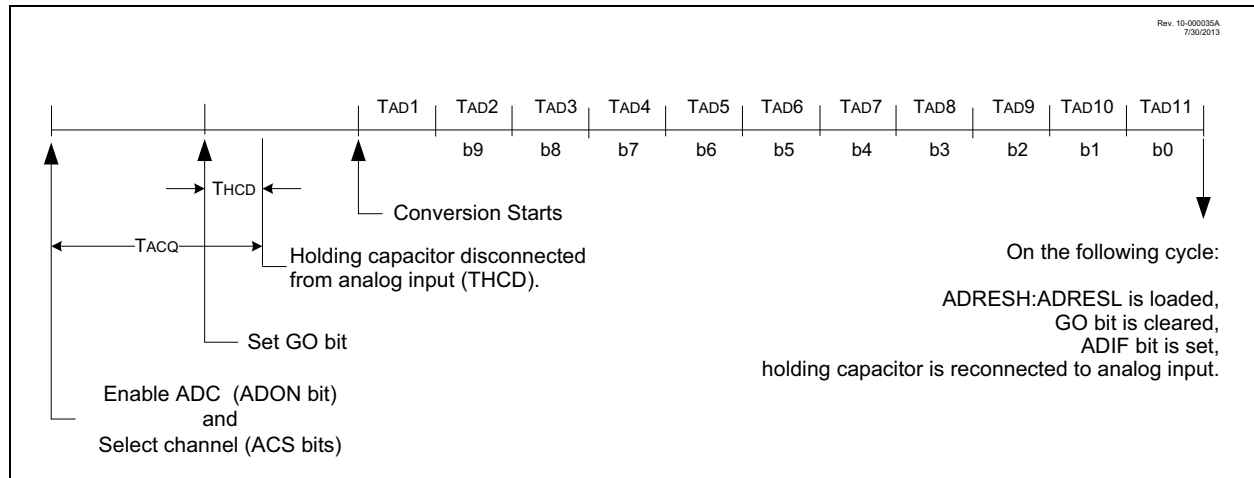 Rev. 10-000035A
7/30/2013
TAD1 TAD2 TAD3 TAD4 TAD5 TAD6 TAD7 TAD8 TAD9 TAD10 TAD11
b9 b8 b7 b6 b5 b4 b3 b2 b1 b0
THCD
Conversion Starts
TACQ
Holding capacitor disconnected
from analog input (THCD).
Set GO bit
Enable ADC (ADON bit)
and
Select channel (ACS bits)
On the following cycle:
ADRESH:ADRESL is loaded,
GO bit is cleared,
ADIF bit is set,
holding capacitor is reconnected to analog input.